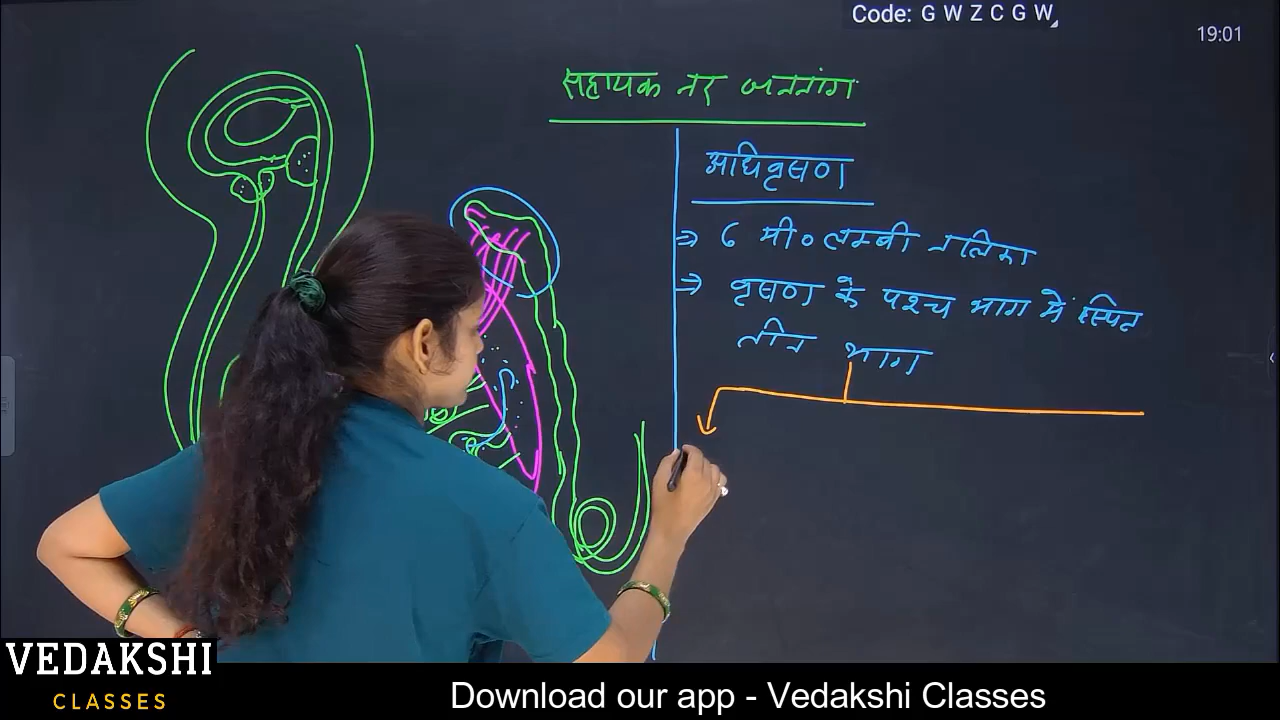 Code: G W Z C G W
19:01
सहायक नर जननांग
अधिवृषण
⇒ 6 मी० लम्बी नलिका
⇒ वृषण के पश्च भाग में स्थित
तीन भाग
VEDAKSHI
CLASSES
Download our app - Vedakshi Classes